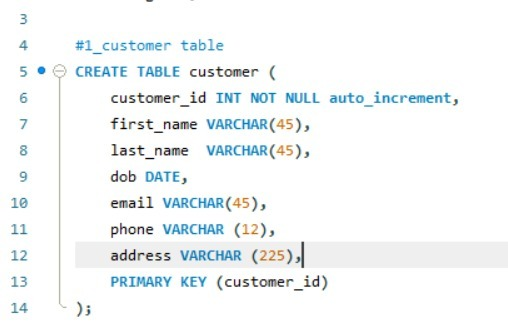 3
4 #1_customer table
5 CREATE TABLE customer (
6 customer_id INT NOT NULL auto_increment,
7 first_name VARCHAR(45),
8 last_name  VARCHAR(45),
9 dob DATE,
10 email VARCHAR(45),
11 phone VARCHAR (12),
12 address VARCHAR (225),
13 PRIMARY KEY (customer_id)
14 );